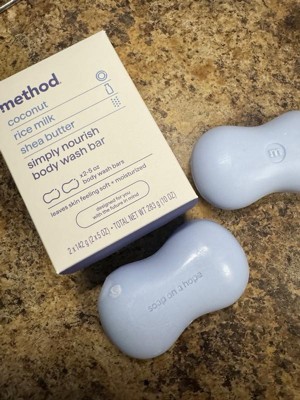 method.
coconut
rice milk
shea butter
simply nourish
body wash bar
x2-5 oz
body wash bars
leaves skin feeling soft + moisturized
designed for you
with the future in mind
2 x 142 g (2 x 5 oz) • TOTAL NET WT 283 g (10 oz)
m
soap on a hope